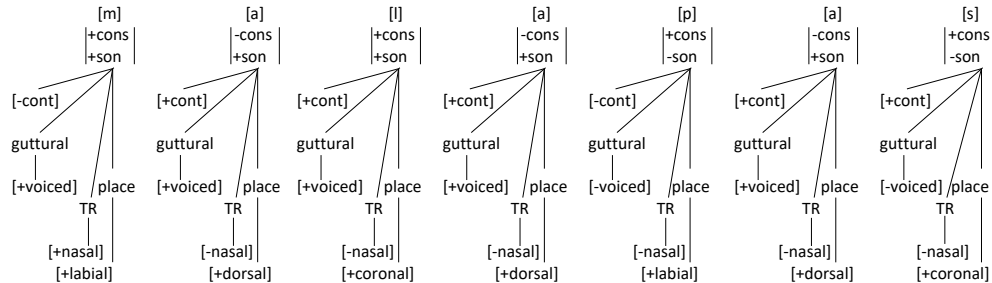 [m] [a] [l] [a] [p] [a] [s]
+cons -cons +cons -cons +cons -cons +cons
+son +son +son +son -son +son -son
[-cont] [+cont] [+cont] [+cont] [-cont] [+cont] [+cont]
guttural guttural guttural guttural guttural guttural guttural
[+voiced] place [+voiced] place [+voiced] place [+voiced] place [-voiced] place [+voiced] place [-voiced] place
TR TR TR TR TR TR TR
[+nasal] [-nasal] [-nasal] [-nasal] [-nasal] [-nasal] [-nasal]
[+labial] [+dorsal] [+coronal] [+dorsal] [+labial] [+dorsal] [+coronal]